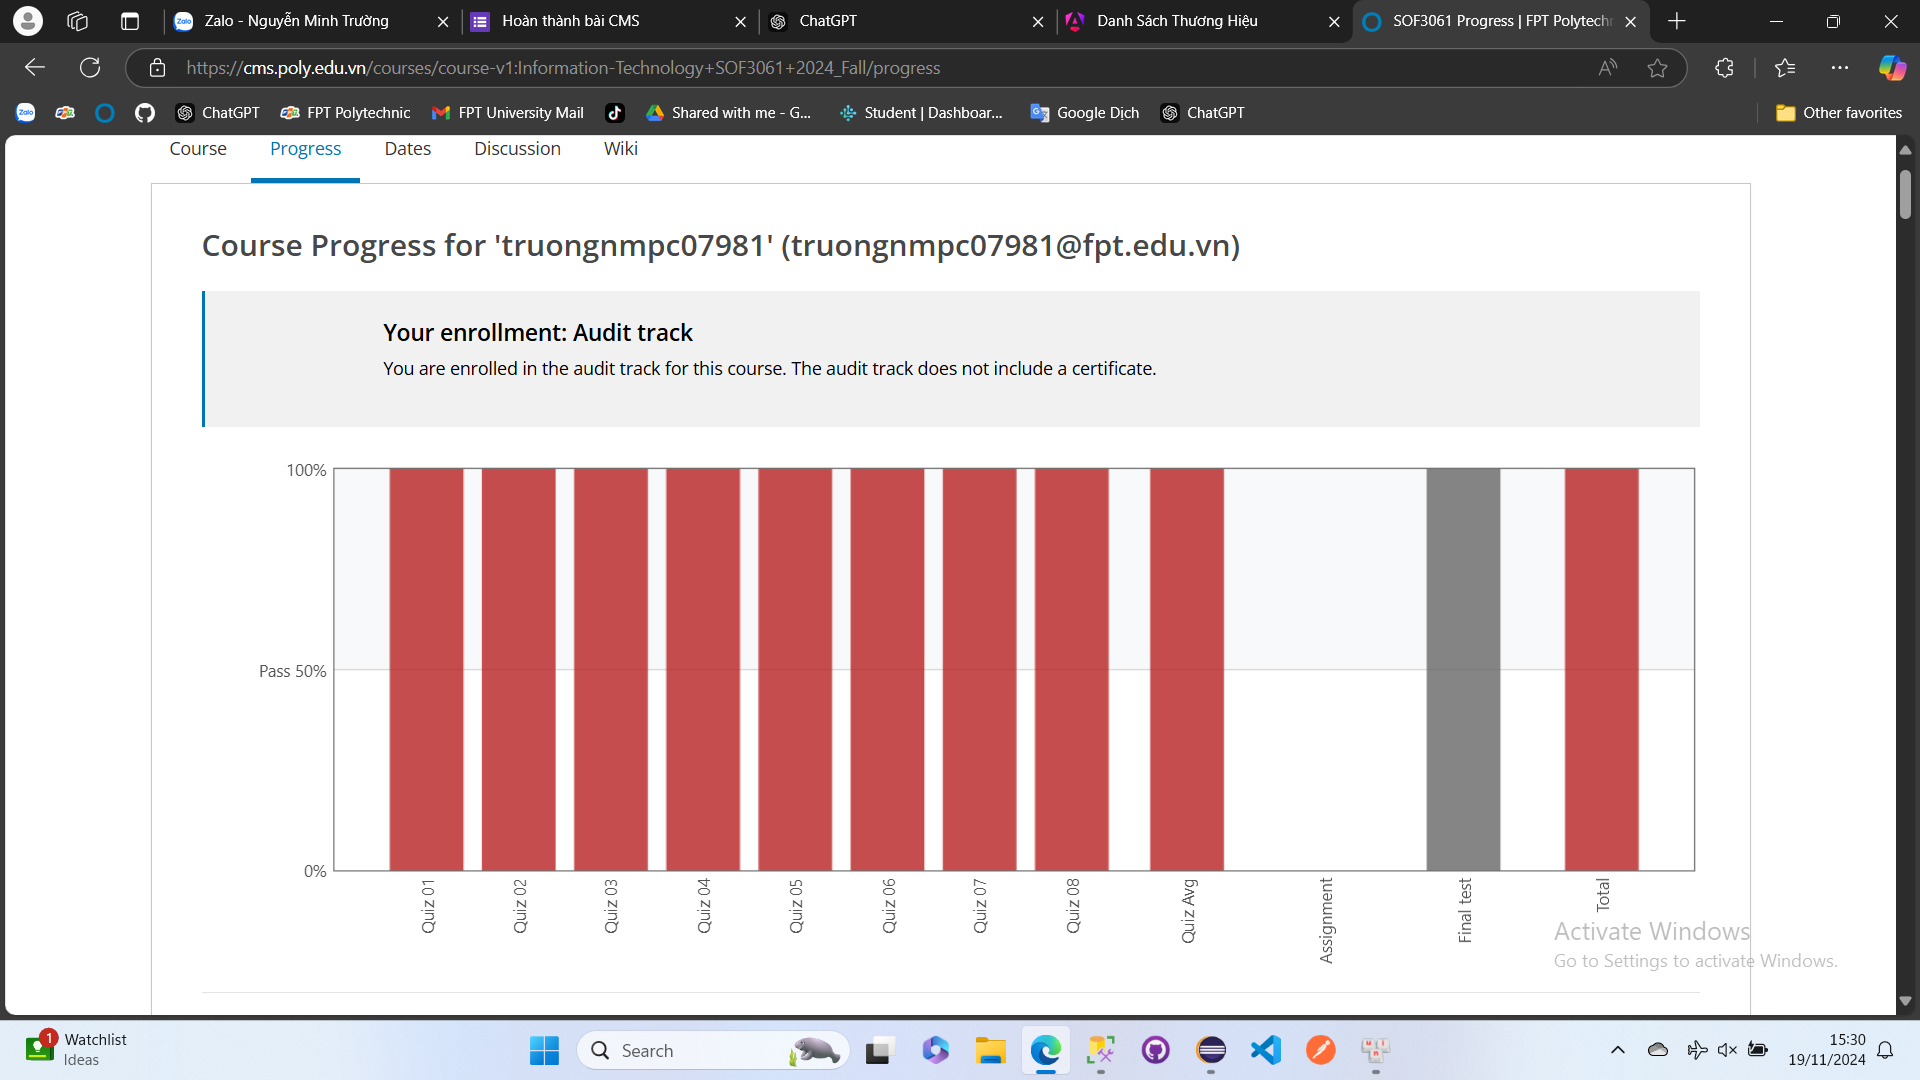 Zalo - Nguyễn Minh Trường
Hoàn thành bài CMS
ChatGPT
Danh Sách Thương Hiệu
SOF3061 Progress | FPT Polytechn
https://cms.poly.edu.vn/courses/course-v1:Information-Technology+SOF3061+2024_Fall/progress
ChatGPT
FPT Polytechnic
FPT University Mail
Shared with me - G...
Student | Dashboar...
Google Dịch
ChatGPT
Other favorites
Course
Progress
Dates
Discussion
Wiki
Course Progress for 'truongnmpc07981' (truongnmpc07981@fpt.edu.vn)
Your enrollment: Audit track
You are enrolled in the audit track for this course. The audit track does not include a certificate.
100%
Pass 50%
0%
Quiz 01
Quiz 02
Quiz 03
Quiz 04
Quiz 05
Quiz 06
Quiz 07
Quiz 08
Quiz Avg
Assignment
Final test
Total
Activate Windows
Go to Settings to activate Windows.
1
Watchlist
Ideas
Search
15:30
19/11/2024